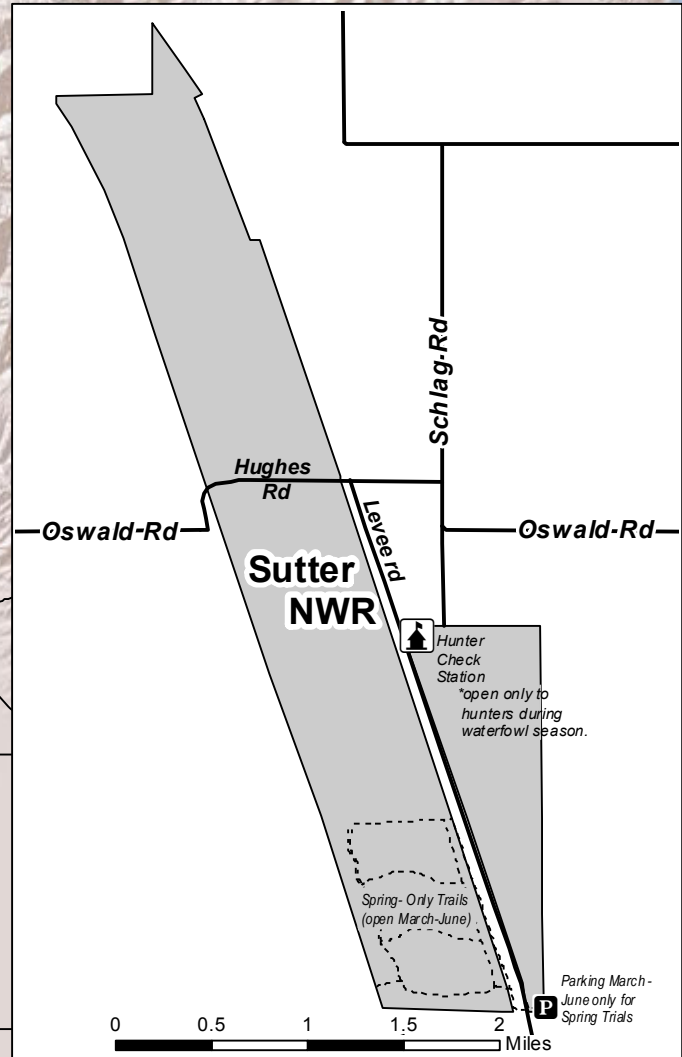 Schlag-Rd
Hughes
Rd
Oswald-Rd
Levee rd
Oswald-Rd
Sutter
NWR
Hunter
Check
Station
*open only to
hunters during
waterfowl season.
Spring- Only Trails
(open March-June)
Parking March -
June only for
Spring Trials
P
0 0.5 1 1.5 2
Miles